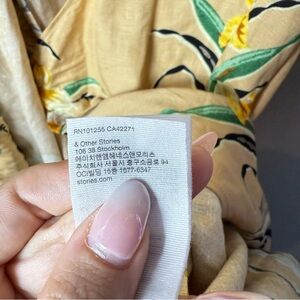 RN101255 CA42271
& Other Stories
106 38 Stockholm
에이치앤엠헤네스앤모리츠
주식회사 서울시 중구소공로 94
OCI빌딩 15층 1577-6347
stories.com